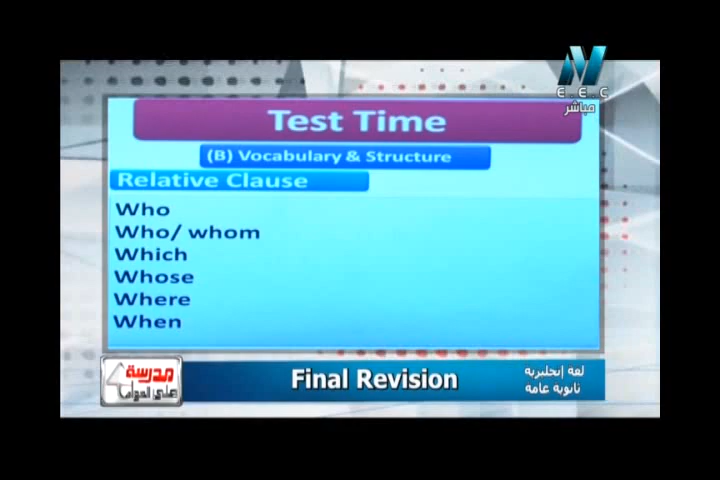 E . E . C
مباشر
Test Time
(B) Vocabulary & Structure
Relative Clause
Who
Who/ whom
Which
Whose
Where
When
مدرسة
على الهواء
Final Revision
لغة إنجليزية
ثانوية عامة